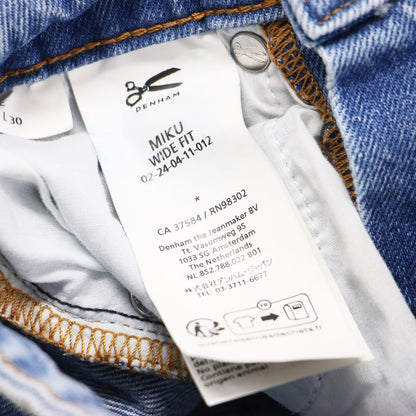 DENHAM
MIKU
WIDE FIT
02-24-04-11-012
*
CA 37584 / RN98302
Denham the Jeanmaker BV
Tt. Vasumweg 95
1033 SG Amsterdam
The Netherlands
NL 852.788.022 B01
株式会社デンハム・ジャパン
TEL 03-3711-6677
FR
L30